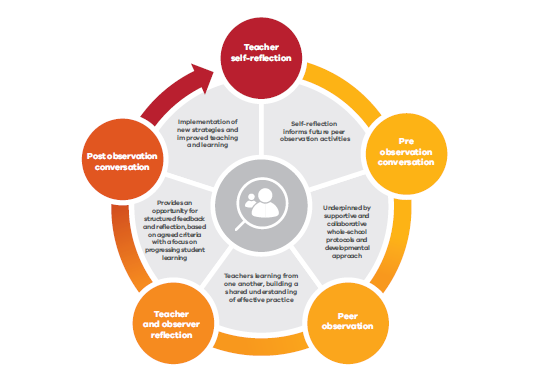 Teacher
self-reflection
Implementation of
new strategies and
improved teaching
and learning
Self-reflection
informs future peer
observation activities
Pre
observation
conversation
Post observation
conversation
Provides an
opportunity for
structured feedback
and reflection, based
on agreed criteria
with a focus on
progressing student
learning
Underpinned by
supportive and
collaborative
whole-school
protocols and
developmental
approach
Teachers learning from
one another, building a
shared understanding
of effective practice
Teacher
and observer
reflection
Peer
observation